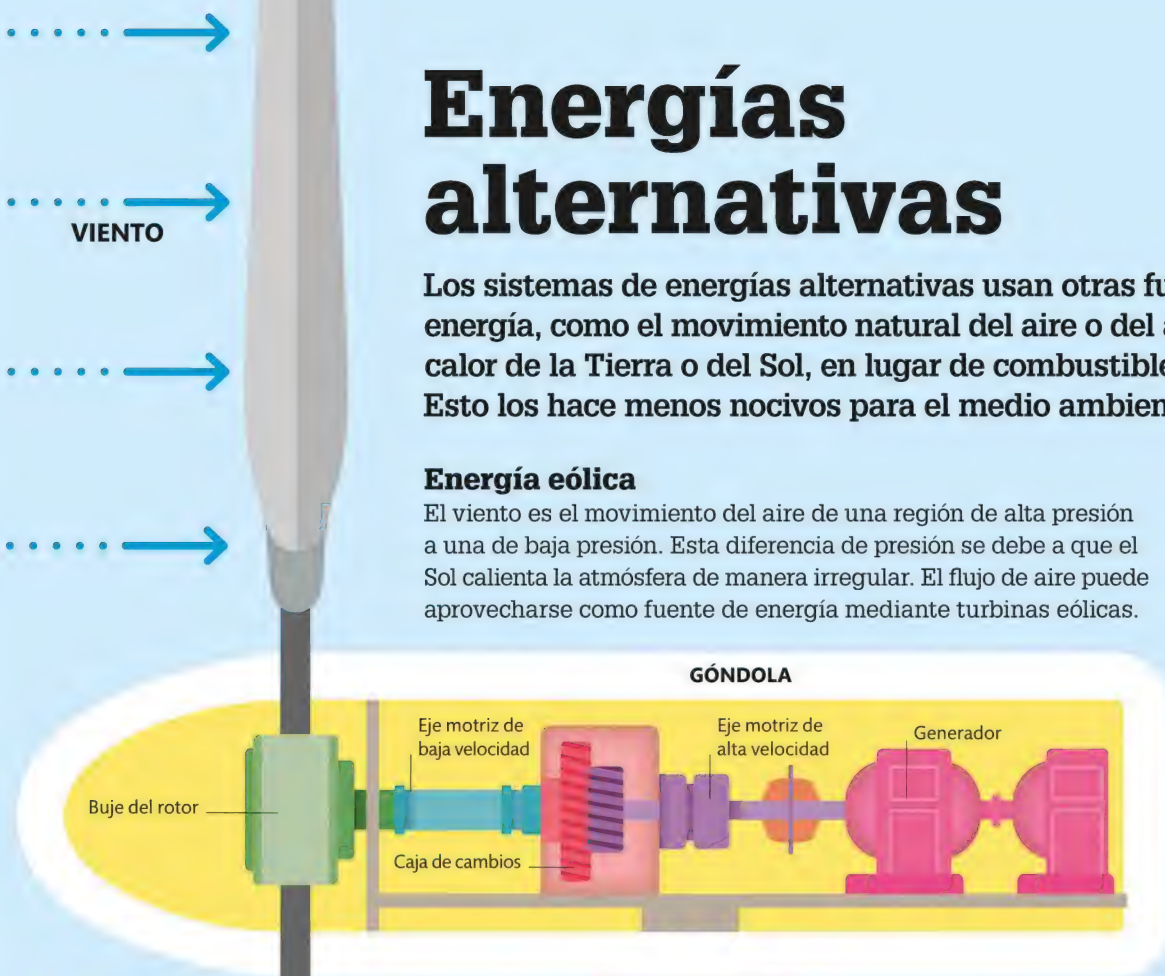 Energías
alternativas
Los sistemas de energías alternativas usan otras fu
energía, como el movimiento natural del aire o del a
calor de la Tierra o del Sol, en lugar de combustible
Esto los hace menos nocivos para el medio ambien
VIENTO
Energía eólica
El viento es el movimiento del aire de una región de alta presión
a una de baja presión. Esta diferencia de presión se debe a que el
Sol calienta la atmósfera de manera irregular. El flujo de aire puede
aprovecharse como fuente de energía mediante turbinas eólicas.
GÓNDOLA
Eje motriz de
baja velocidad
Eje motriz de
alta velocidad
Generador
Buje del rotor
Caja de cambios